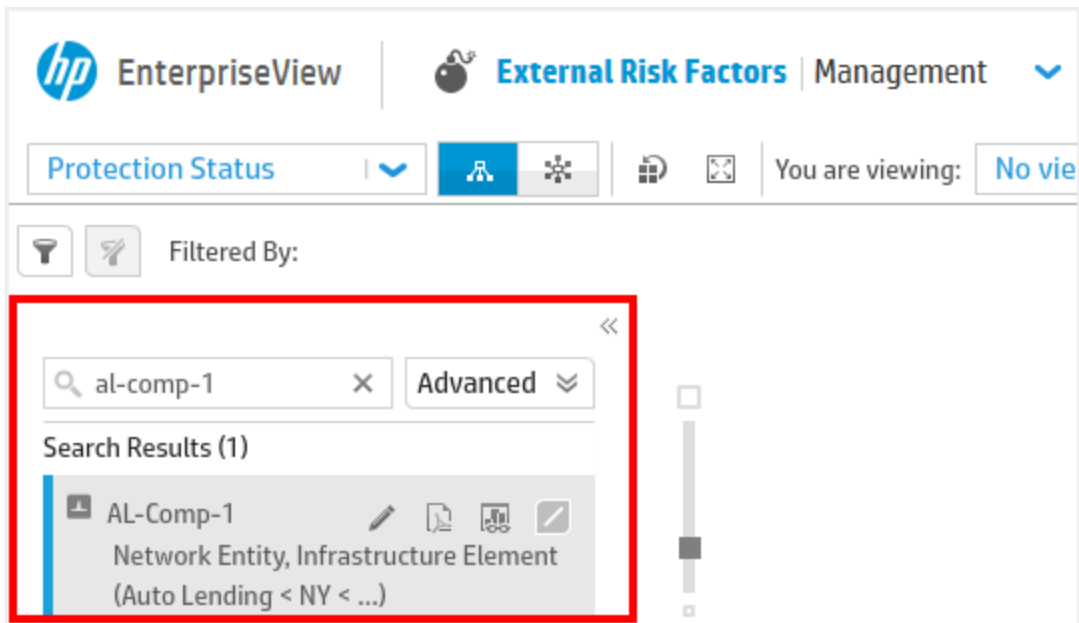 hp EnterpriseView External Risk Factors Management
Protection Status You are viewing: No vie
Filtered By:
al-comp-1 Advanced
Search Results (1)
AL-Comp-1
Network Entity, Infrastructure Element
(Auto Lending < NY < ...)